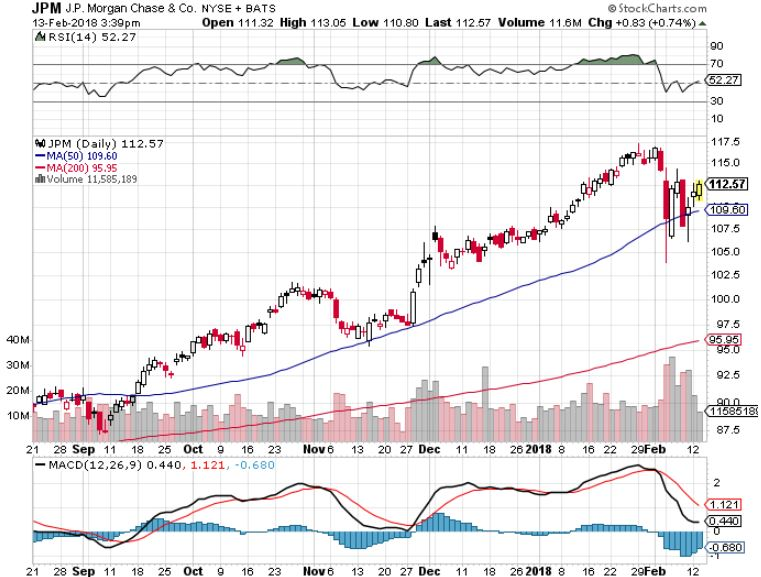 JPM J.P. Morgan Chase & Co. NYSE + BATS © StockCharts.com
13-Feb-2018 3:39pm Open 111.32 High 113.05 Low 110.80 Last 112.57 Volume 11.6M Chg +0.83 (+0.74%)
RSI(14) 52.27
90
70
52.27
30
10
JPM (Daily) 112.57
MA(50) 109.60
MA(200) 95.95
Volume 11,585,189
117.5
115.0
112.57
109.60
107.5
105.0
102.5
100.0
97.5
95.95
95.0
92.5
90.0
11585189
87.5
40M
30M
20M
10M
21 28 Sep 11 18 25 Oct 9 16 23 Nov 6 13 20 27 Dec 11 18 26 2018 8 16 22 29 Feb 12
MACD(12,26,9) 0.440, 1.121, -0.680
2
1.121
0.440
0
-0.680
-1
21 28 Sep 11 18 25 Oct 9 16 23 Nov 6 13 20 27 Dec 11 18 26 2018 8 16 22 29 Feb 12